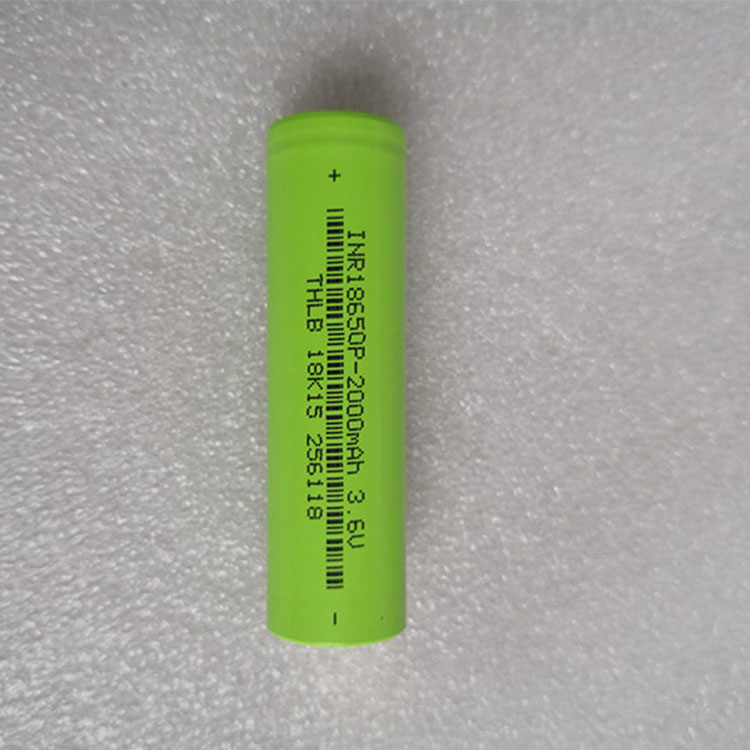 +
INR18650P-2000mAh 3.6V
THLB 18K15 256118
-